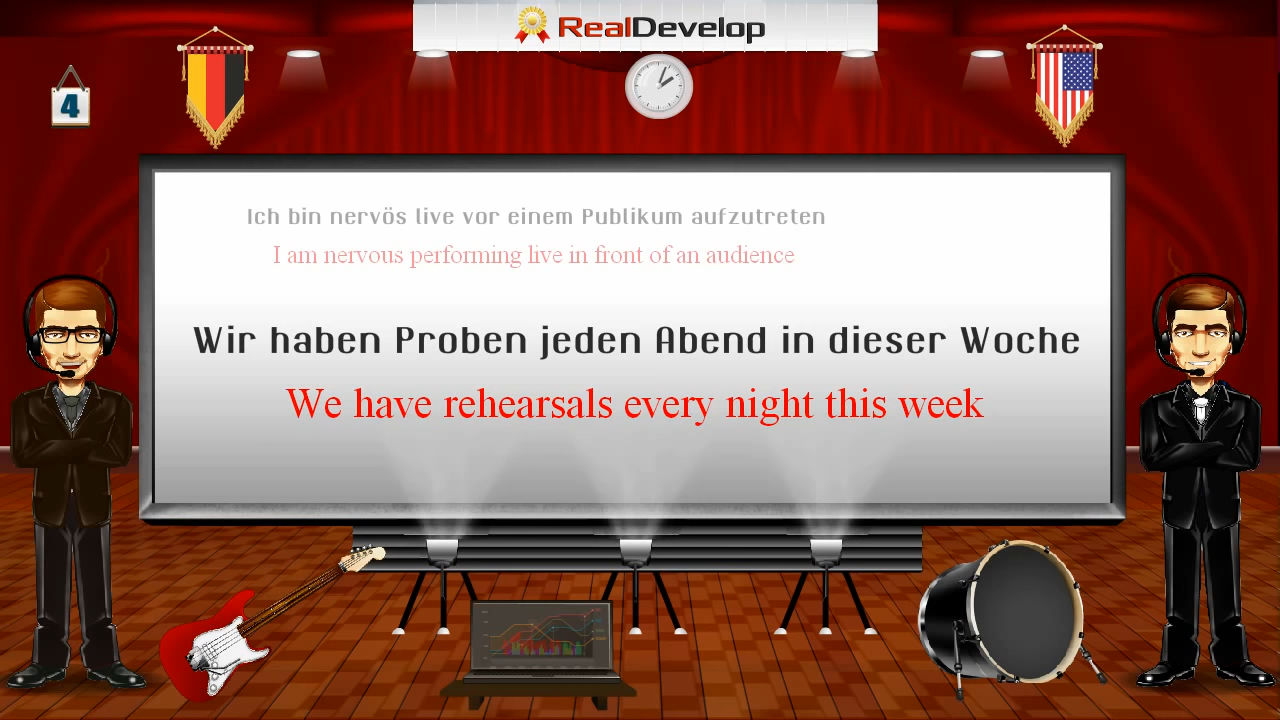 RealDevelop
4
Ich bin nervös live vor einem Publikum aufzutreten
I am nervous performing live in front of an audience
Wir haben Proben jeden Abend in dieser Woche
We have rehearsals every night this week